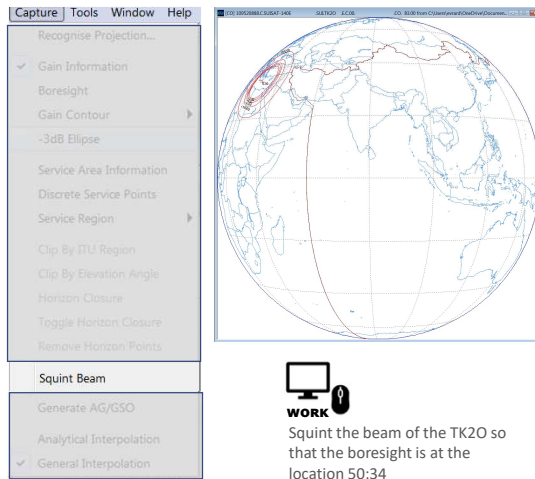 Capture Tools Window Help
Recognise Projection...
Gain Information
Boresight
Gain Contour
-3dB Ellipse
Service Area Information
Discrete Service Points
Service Region
Clip By ITU Region
Clip By Elevation Angle
Horizon Closure
Toggle Horizon Closure
Remove Horizon Points
Squint Beam
Generate AG/GSO
Analytical Interpolation
General Interpolation
WORK
Squint the beam of the TK2O so
that the boresight is at the
location 50:34